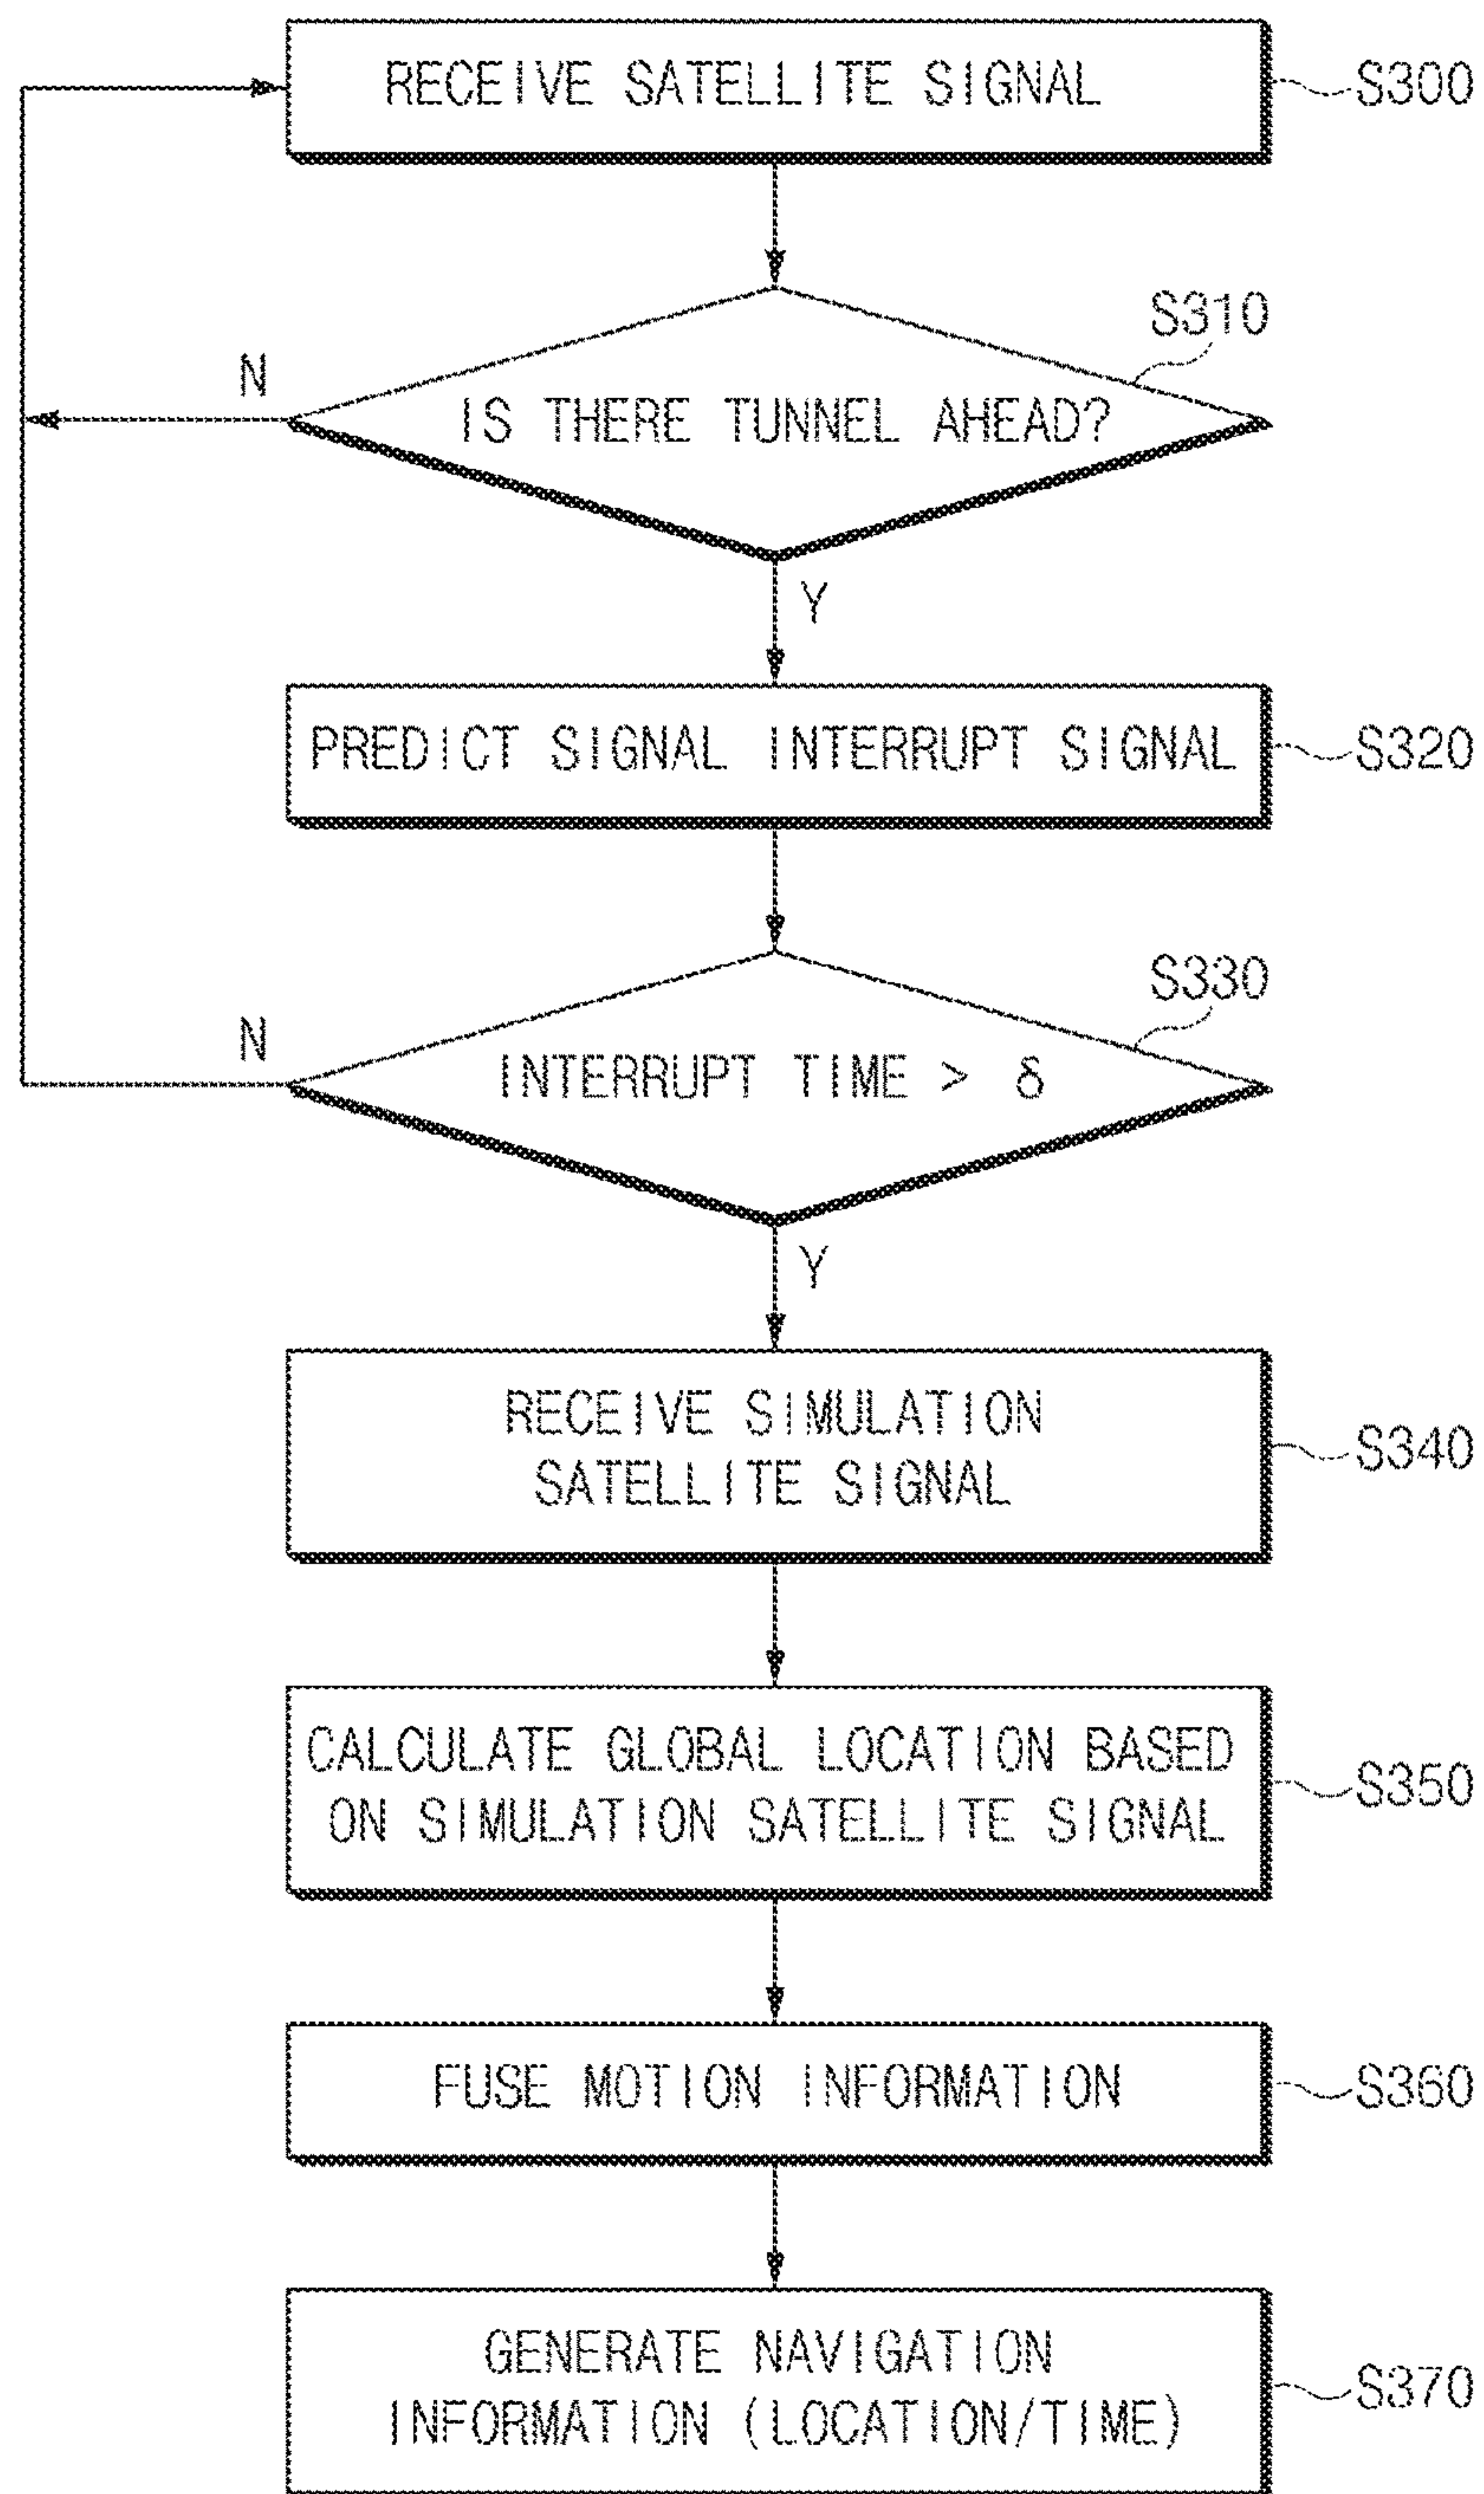 RECEIVE SATELLITE SIGNAL
S300
S310
N
IS THERE TUNNEL AHEAD?
Y
PREDICT SIGNAL INTERRUPT SIGNAL
S320
S330
N
INTERRUPT TIME > δ
Y
RECEIVE SIMULATION
SATELLITE SIGNAL
S340
CALCULATE GLOBAL LOCATION BASED
ON SIMULATION SATELLITE SIGNAL
S350
FUSE MOTION INFORMATION
S360
GENERATE NAVIGATION
INFORMATION (LOCATION/TIME)
S370